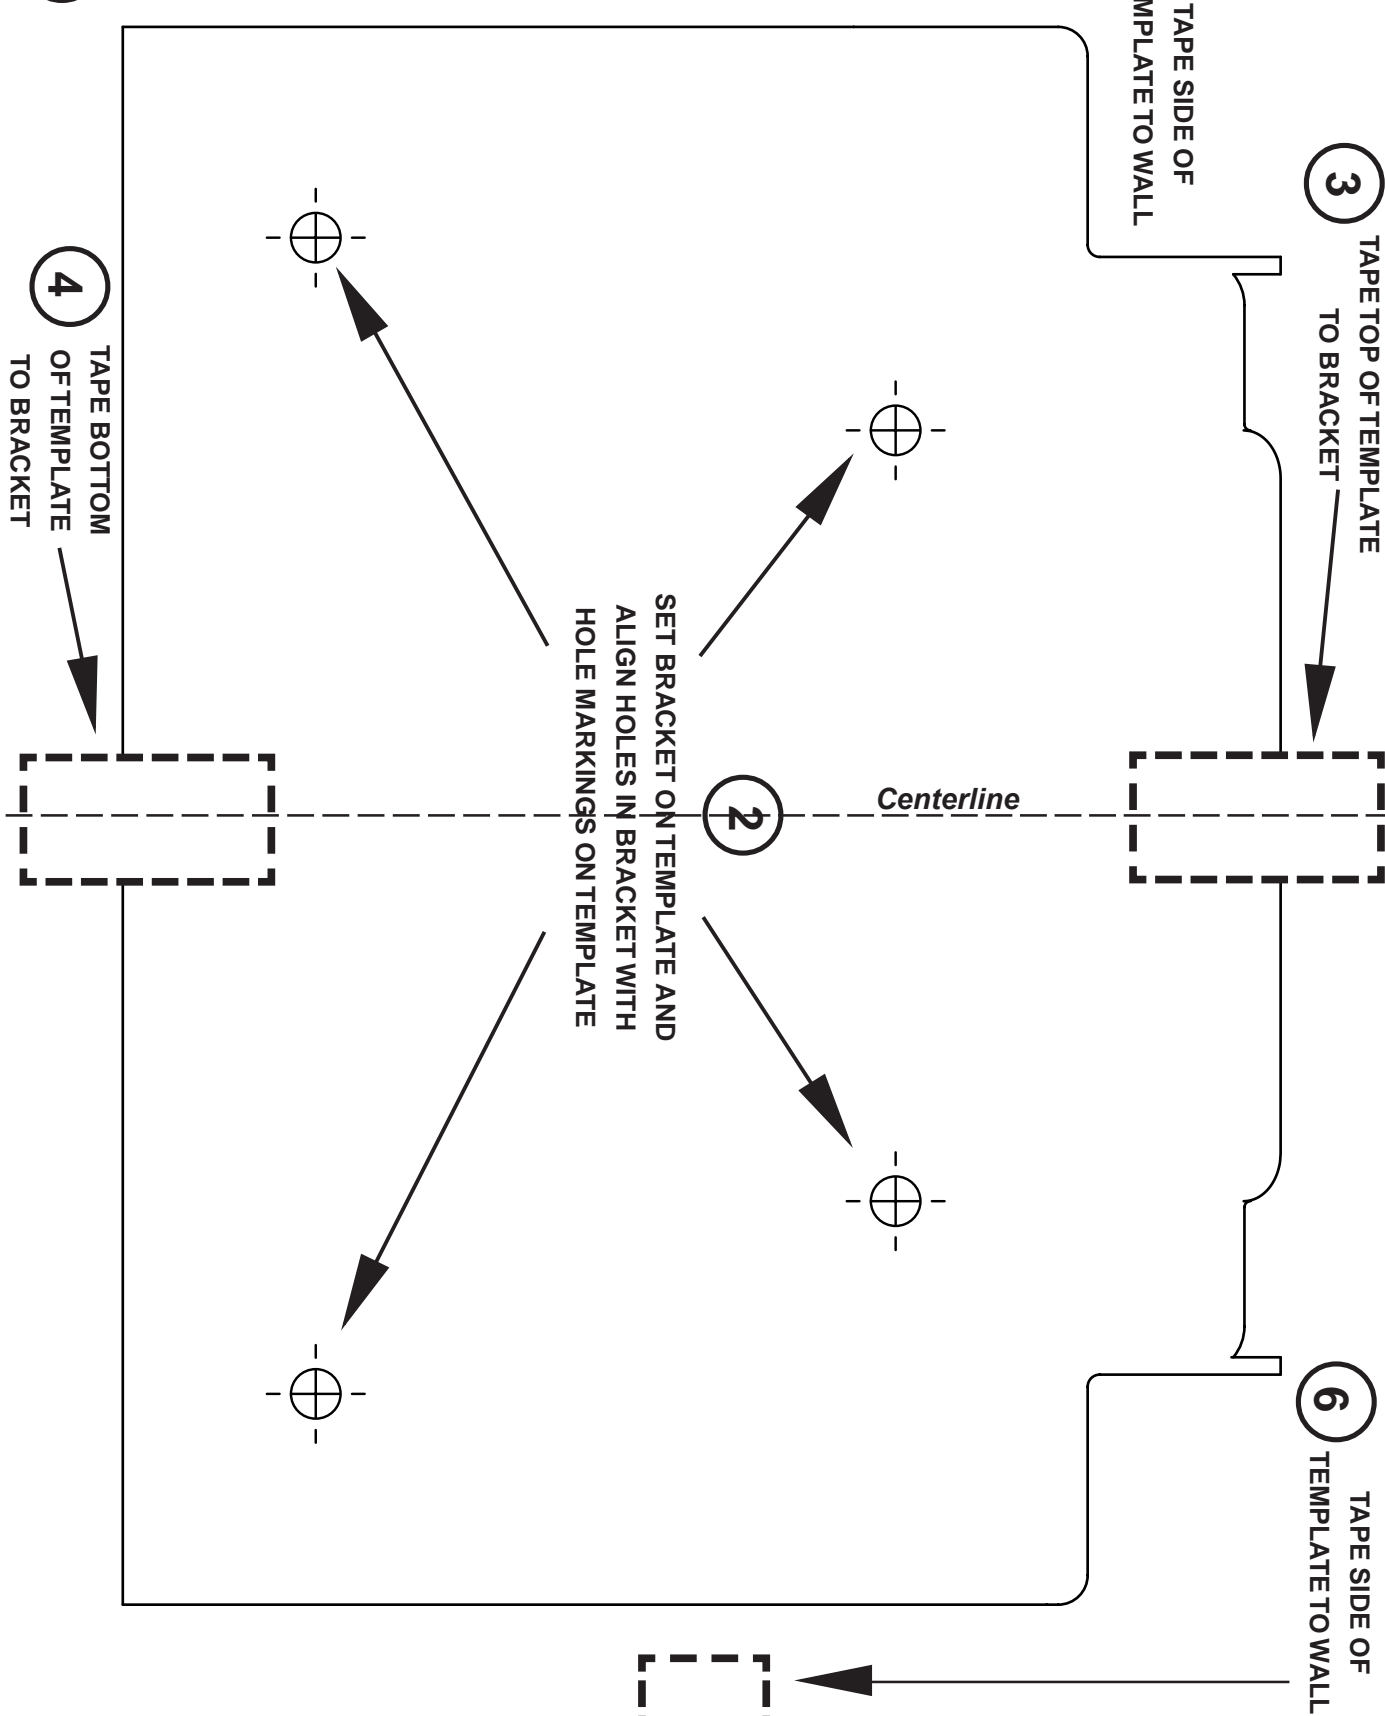 TAPE SIDE OF
MPLATE TO WALL
3
TAPE TOP OF TEMPLATE
TO BRACKET
6
TAPE SIDE OF
TEMPLATE TO WALL
Centerline
2
SET BRACKET ON TEMPLATE AND
ALIGN HOLES IN BRACKET WITH
HOLE MARKINGS ON TEMPLATE
4
TAPE BOTTOM
OF TEMPLATE
TO BRACKET